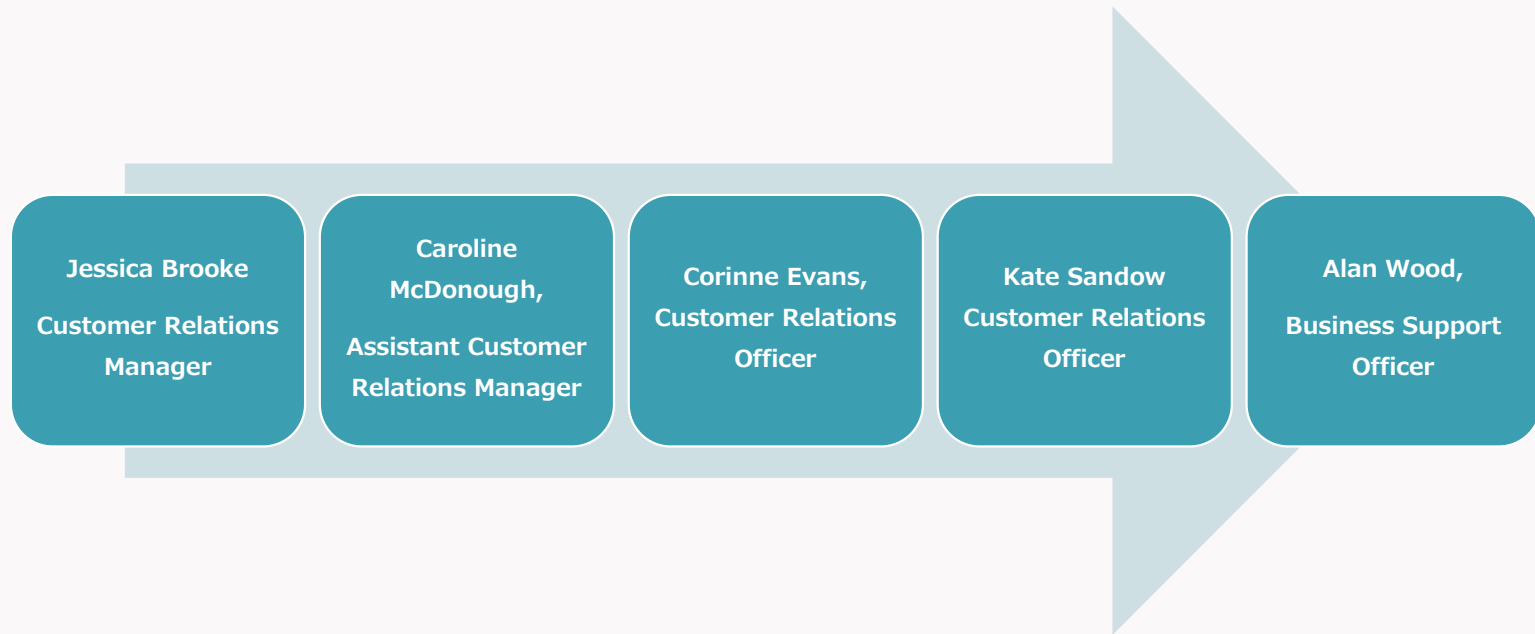 Jessica Brooke
Customer Relations
Manager
Caroline
McDonough,
Assistant Customer
Relations Manager
Corinne Evans,
Customer Relations
Officer
Kate Sandow
Customer Relations
Officer
Alan Wood,
Business Support
Officer